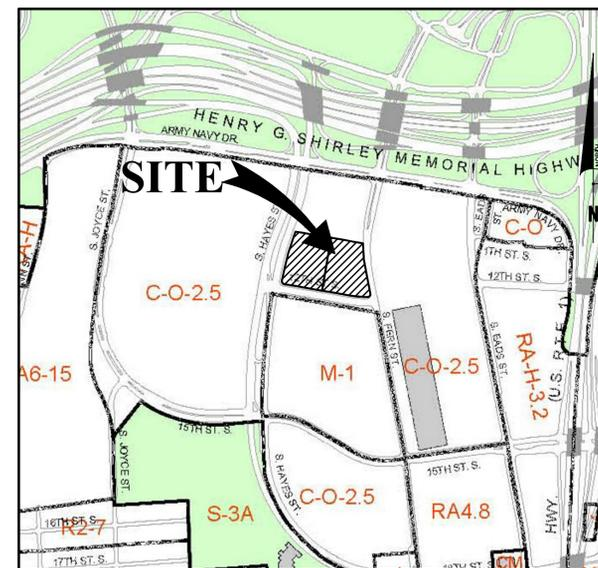 HENRY G. SHIRLEY MEMORIAL HIGHW
ARMY NAVY DR.
SITE
S. JOYCE ST.
S. HAYES S
S. EAD
ST.
ARMY NAVY DR.
C-O
N
A-H
12TH ST. S.
C-O-2.5
S. FERN ST.
S. EADS ST.
RA-H-3.2
(U.S. RTE. 1)
A6-15
M-1
C-O-2.5
15TH ST. S.
S. JOYCE ST.
S. HAYES ST.
C-O-2.5
15TH ST. S.
S-3A
RA4.8
HWY.
16TH ST. S.
R2-7
17TH ST. S.
CM